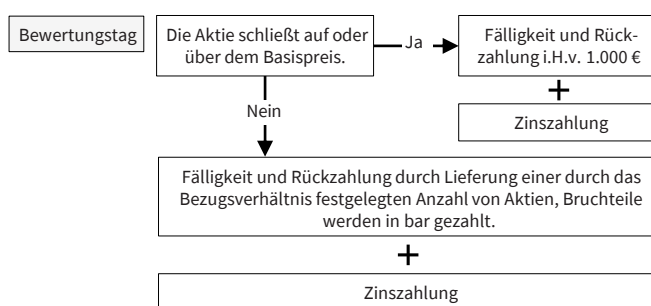 Bewertungstag
Die Aktie schließt auf oder
über dem Basispreis.
Ja
Fälligkeit und Rück-
zahlung i.H.v. 1.000 €
+
Zinszahlung
Nein
Fälligkeit und Rückzahlung durch Lieferung einer durch das
Bezugsverhältnis festgelegten Anzahl von Aktien, Bruchteile
werden in bar gezahlt.
+
Zinszahlung